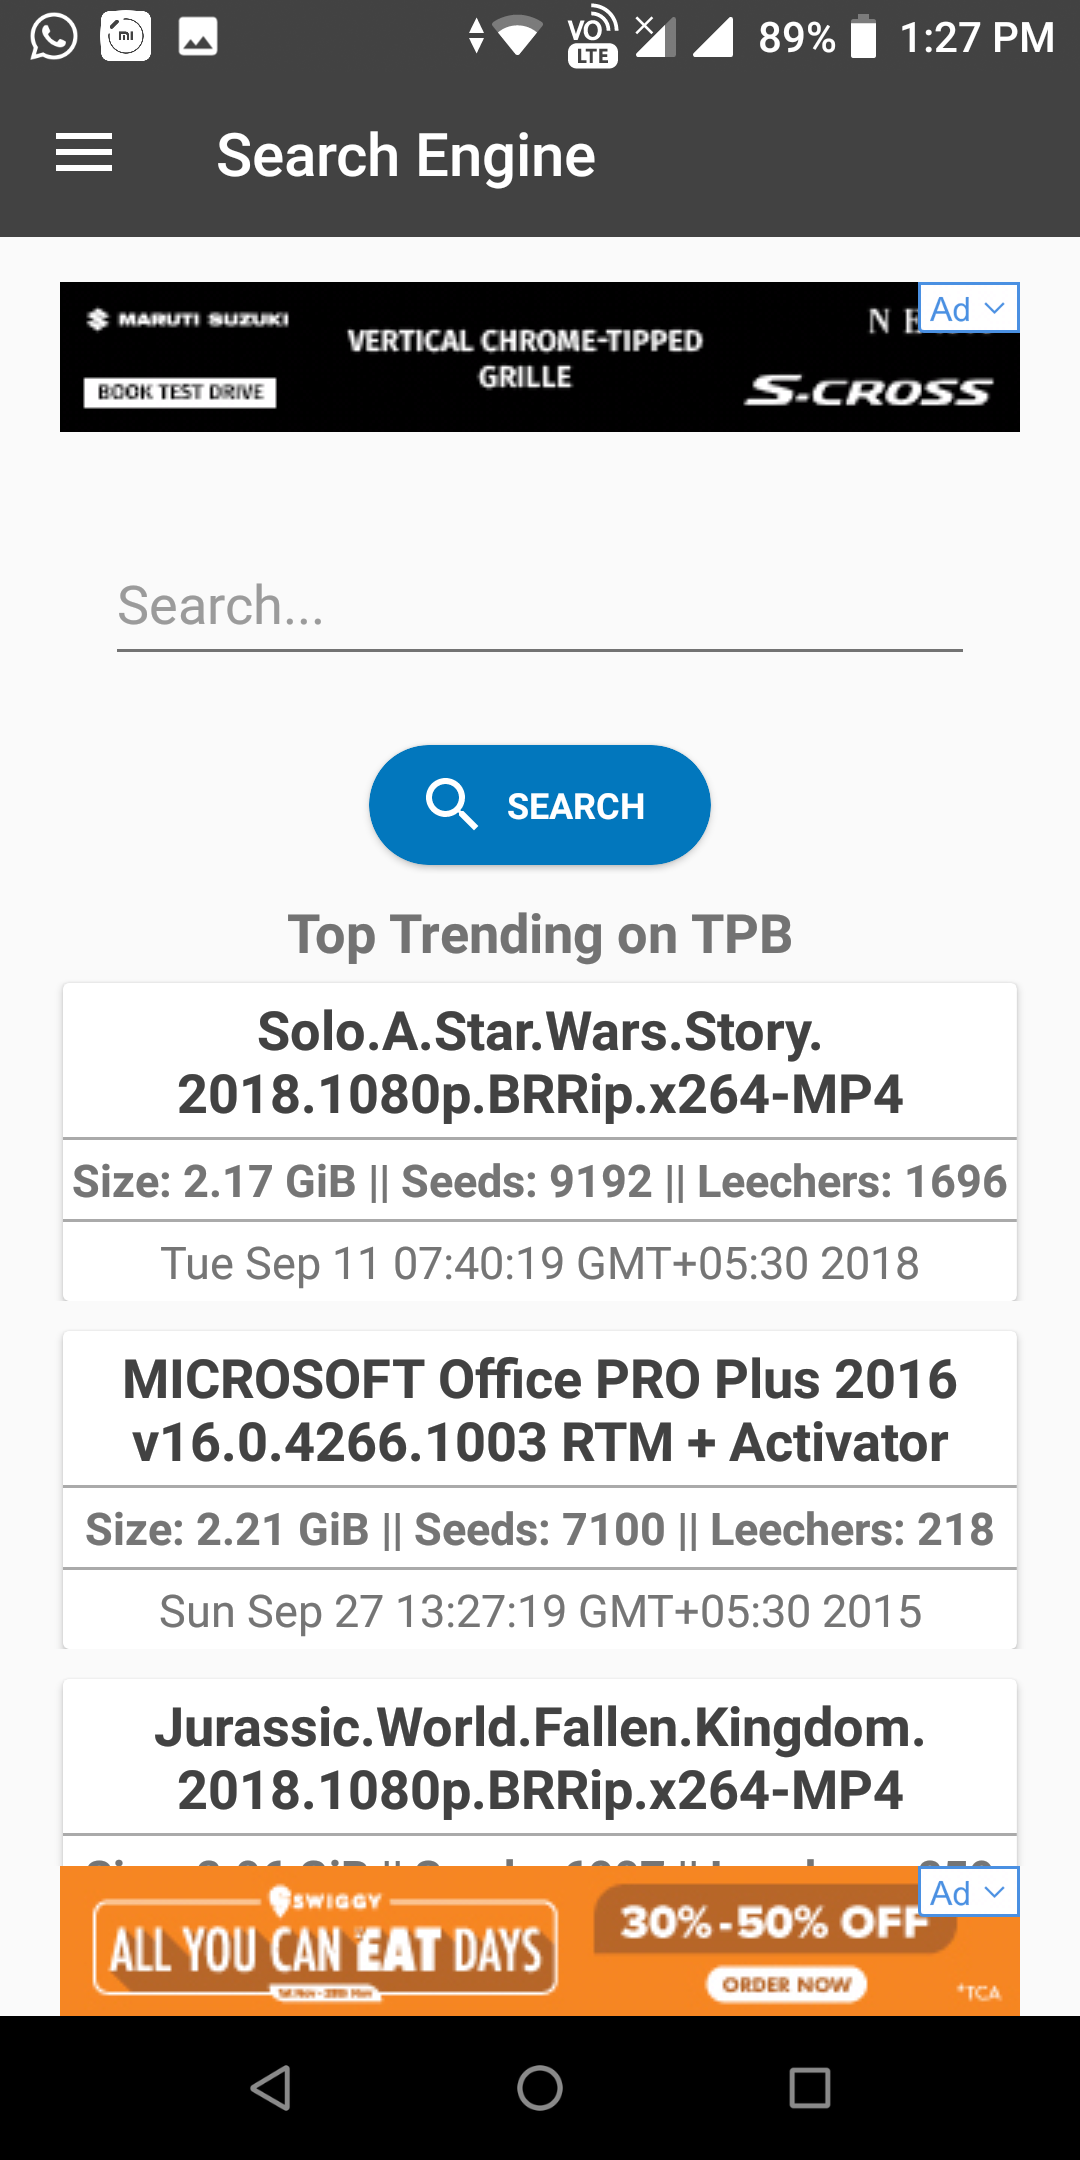 VO
LTE
89%
1:27 PM
Search Engine
MARUTI SUZUKI
BOOK TEST DRIVE
VERTICAL CHROME-TIPPED
GRILLE
S-CROSS
Ad
Search...
SEARCH
Top Trending on TPB
Solo.A.Star.Wars.Story.
2018.1080p.BRRip.x264-MP4
Size: 2.17 GiB || Seeds: 9192 || Leechers: 1696
Tue Sep 11 07:40:19 GMT+05:30 2018
MICROSOFT Office PRO Plus 2016
v16.0.4266.1003 RTM + Activator
Size: 2.21 GiB || Seeds: 7100 || Leechers: 218
Sun Sep 27 13:27:19 GMT+05:30 2015
Jurassic.World.Fallen.Kingdom.
2018.1080p.BRRip.x264-MP4
SWIGGY
ALL YOU CAN EAT DAYS
30%-50% OFF
ORDER NOW
*TCA
Ad